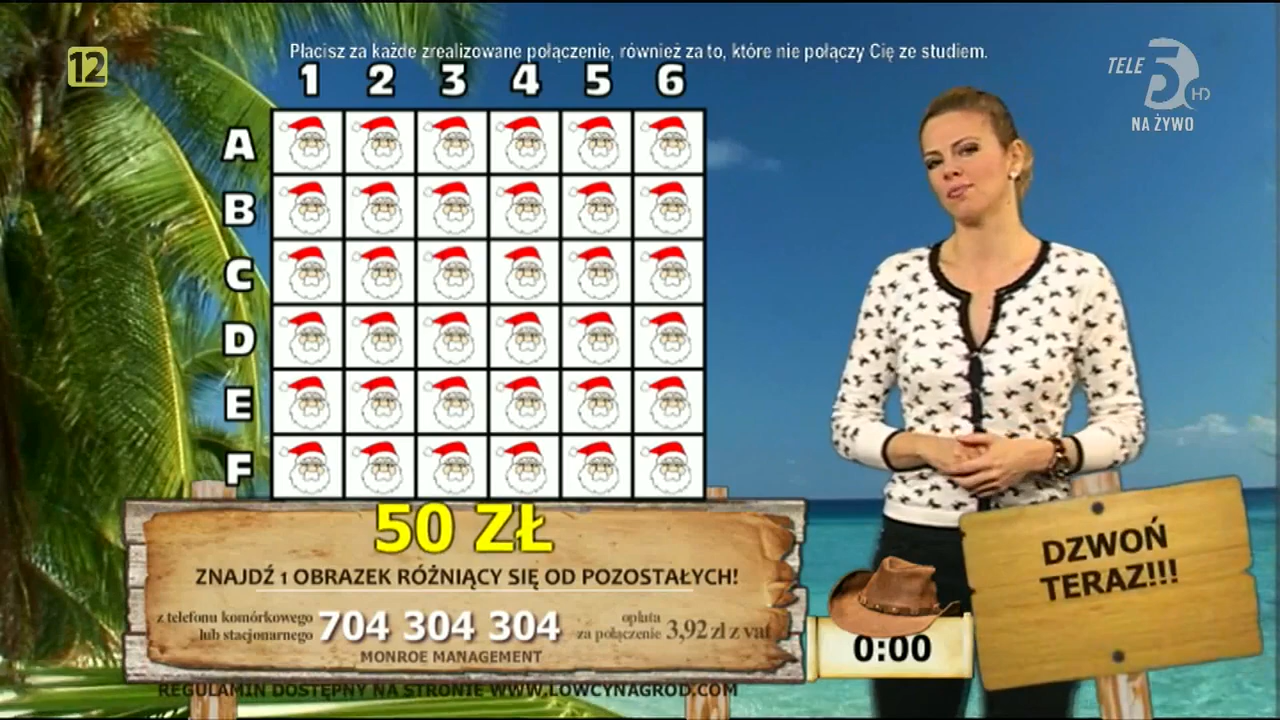 12
Płacisz za każde zrealizowane połączenie, również za to, które nie połączy Cię ze studiem.
TELE 5 HD
NA ŻYWO
1 2 3 4 5 6
A
B
C
D
E
F
50 ZŁ
ZNAJDŹ 1 OBRAZEK RÓŻNIĄCY SIĘ OD POZOSTAŁYCH!
z telefonu komórkowego
lub stacjonarnego
704 304 304
opłata
za połączenie 3,92 zł z vat
MONROE MANAGEMENT
REGULAMIN DOSTĘPNY NA STRONIE WWW.LOWCYNAGROD.COM
0:00
DZWOŃ
TERAZ!!!